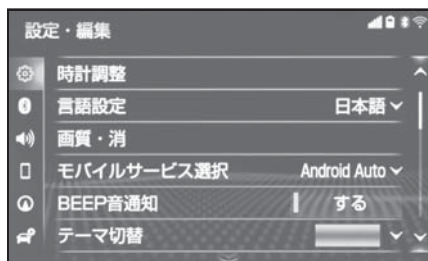 設定・編集
時計調整
言語設定 日本語
画質・消
モバイルサービス選択 Android Auto
BEEP音通知 する
テーマ切替